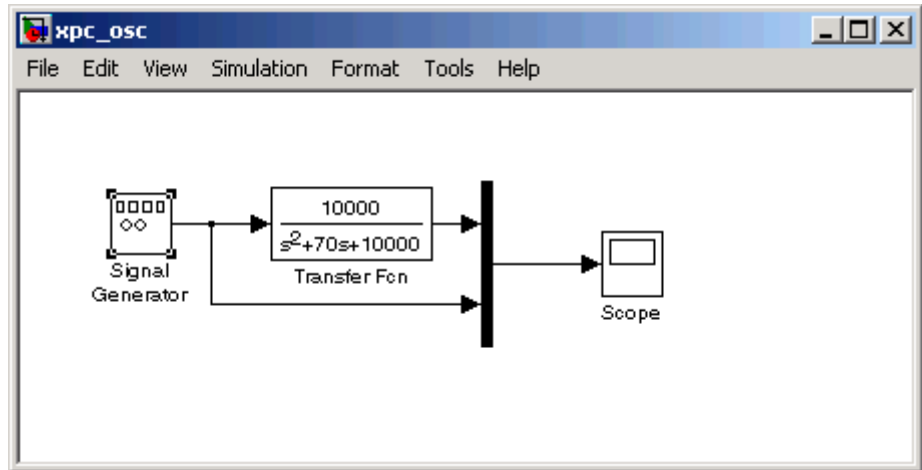 xpc_osc
File Edit View Simulation Format Tools Help
10000
s²+70s+10000
Transfer Fcn
Signal
Generator
Scope